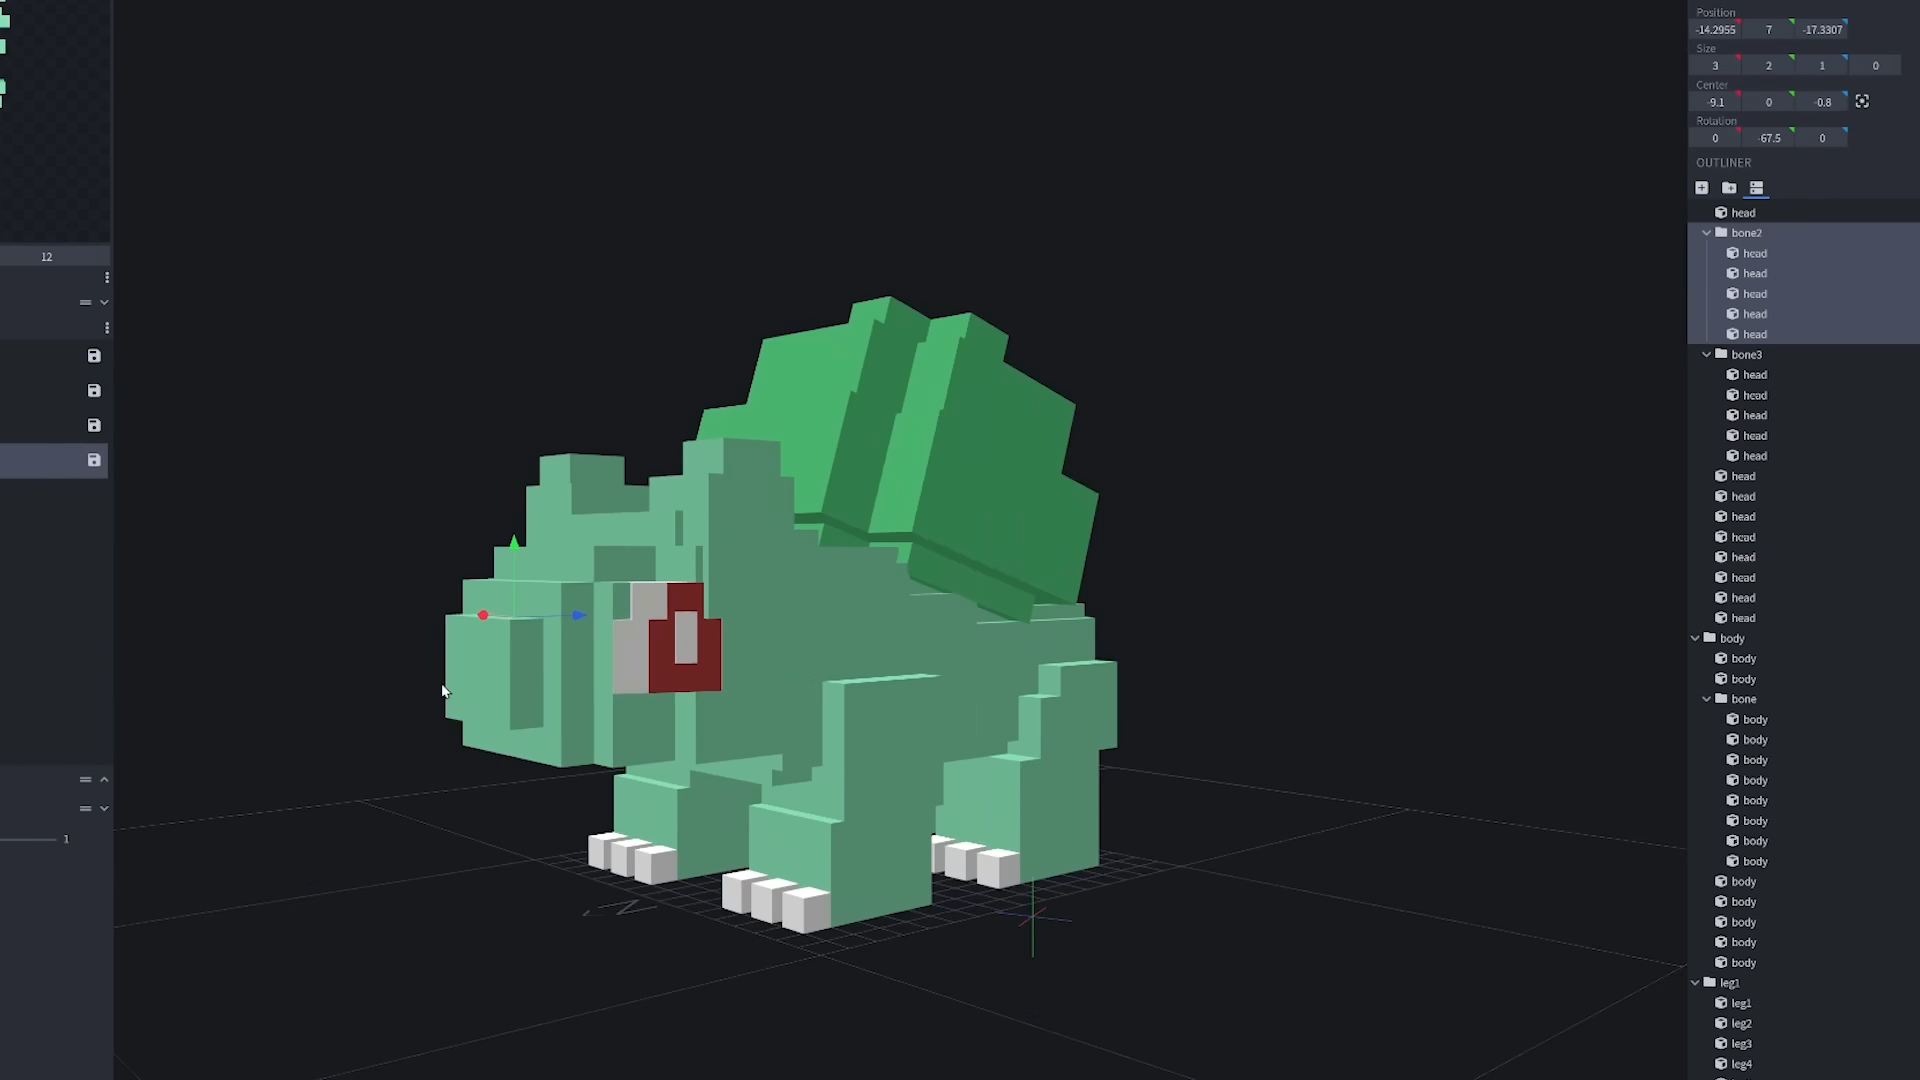 Position
-14.2955 7 -17.3307
Size
3 2 1 0
Center
-9.1 0 -0.8
Rotation
0 -67.5 0
OUTLINER
head
bone2
head
head
head
head
head
bone3
head
head
head
head
head
head
head
head
head
head
head
head
head
body
body
body
bone
body
body
body
body
body
body
body
body
body
body
body
body
body
leg1
leg1
leg2
leg3
leg4
12
1